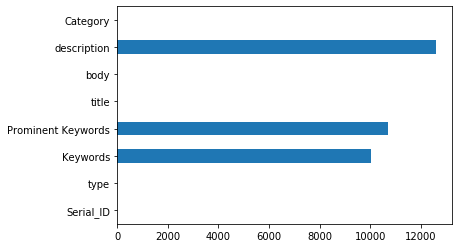 Category
description
body
title
Prominent Keywords
Keywords
type
Serial_ID
0 2000 4000 6000 8000 10000 12000